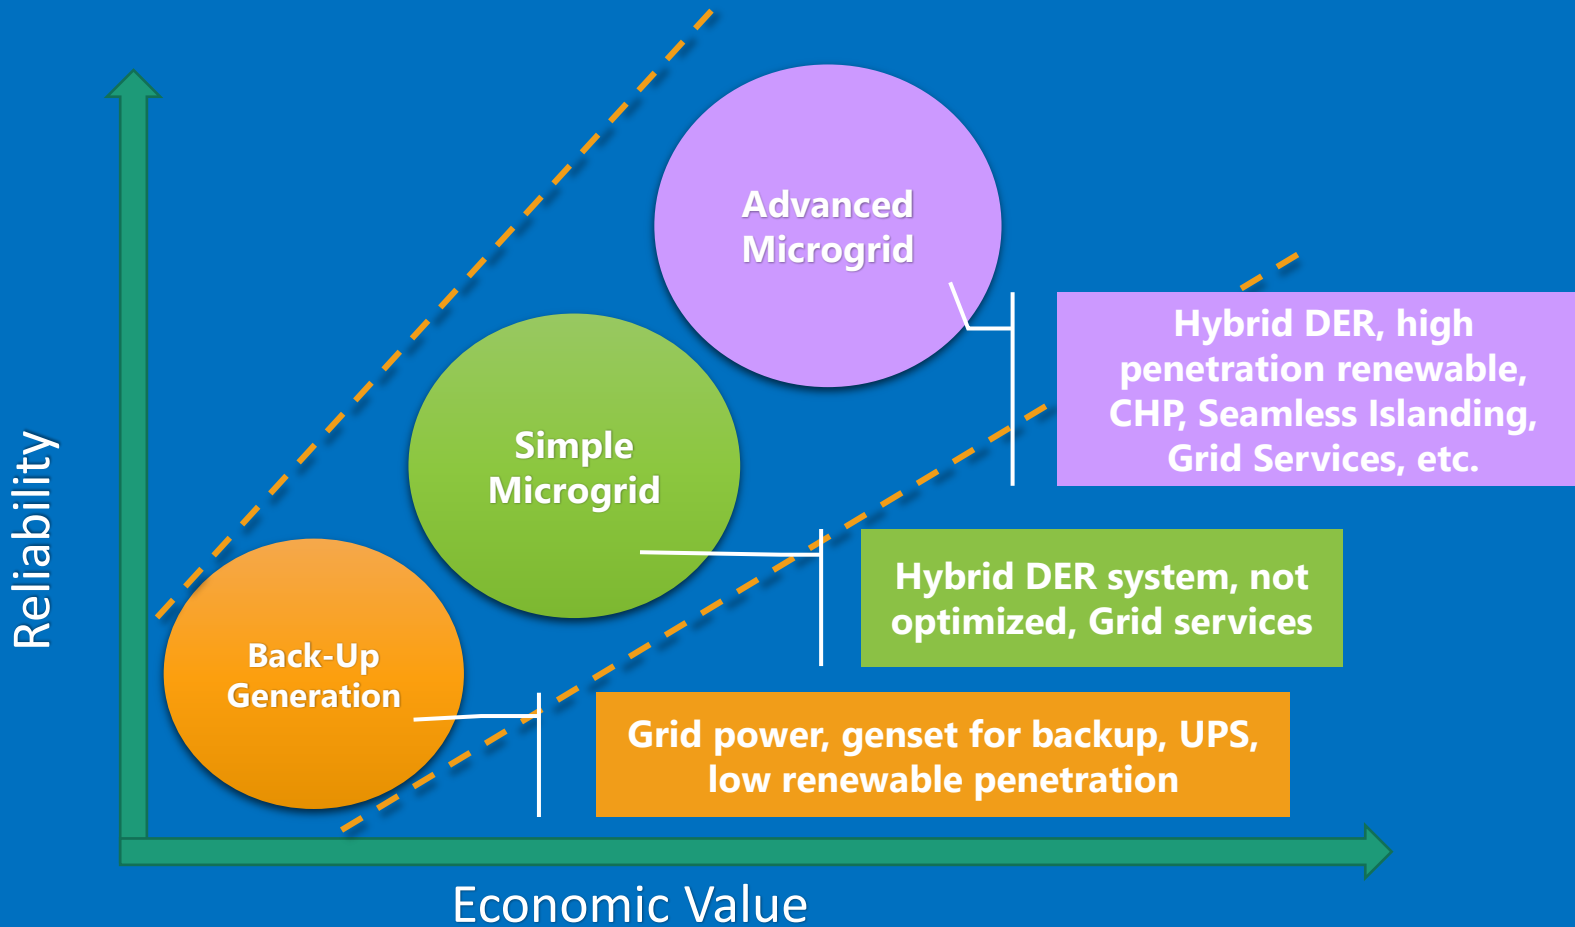 Advanced
Microgrid
Hybrid DER, high
penetration renewable,
CHP, Seamless Islanding,
Grid Services, etc.
Simple
Microgrid
Hybrid DER system, not
optimized, Grid services
Back-Up
Generation
Grid power, genset for backup, UPS,
low renewable penetration
Reliability
Economic Value